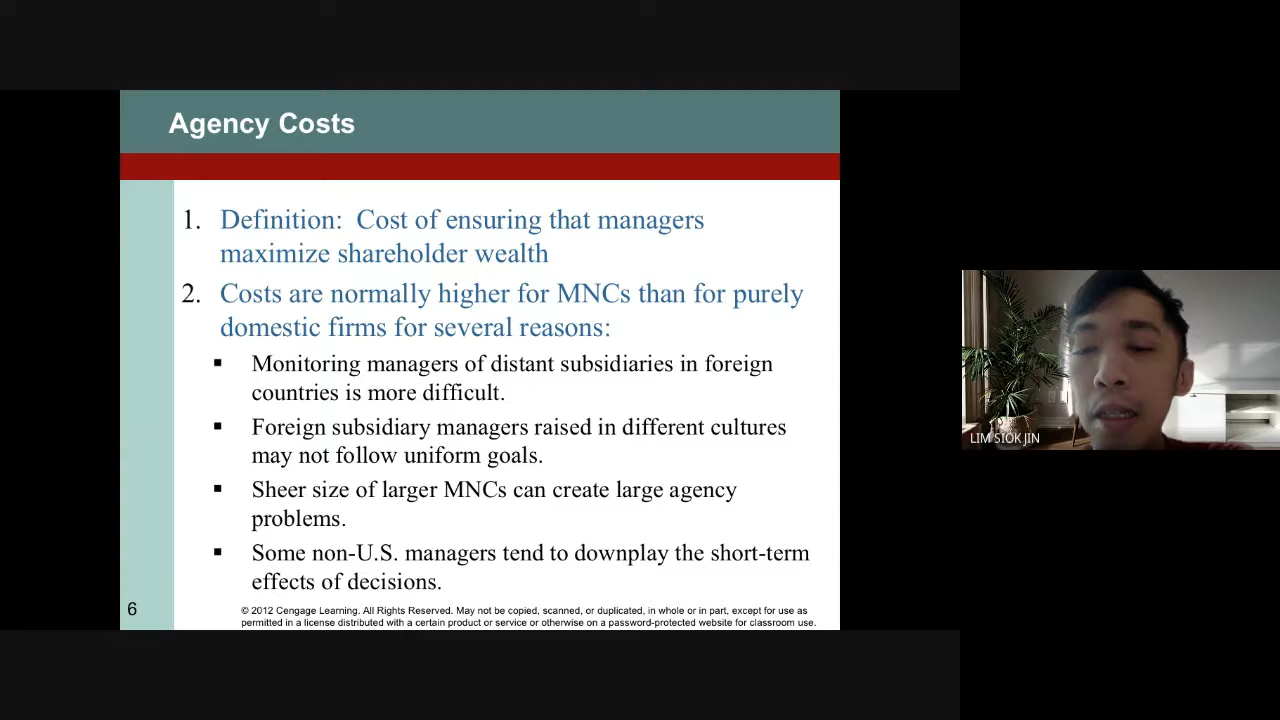 Agency Costs
1. Definition: Cost of ensuring that managers
maximize shareholder wealth
2. Costs are normally higher for MNCs than for purely
domestic firms for several reasons:
▪ Monitoring managers of distant subsidiaries in foreign
countries is more difficult.
▪ Foreign subsidiary managers raised in different cultures
may not follow uniform goals.
▪ Sheer size of larger MNCs can create large agency
problems.
▪ Some non-U.S. managers tend to downplay the short-term
effects of decisions.
6
© 2012 Cengage Learning. All Rights Reserved. May not be copied, scanned, or duplicated, in whole or in part, except for use as
permitted in a license distributed with a certain product or service or otherwise on a password-protected website for classroom use.
LIM SIOK JIN